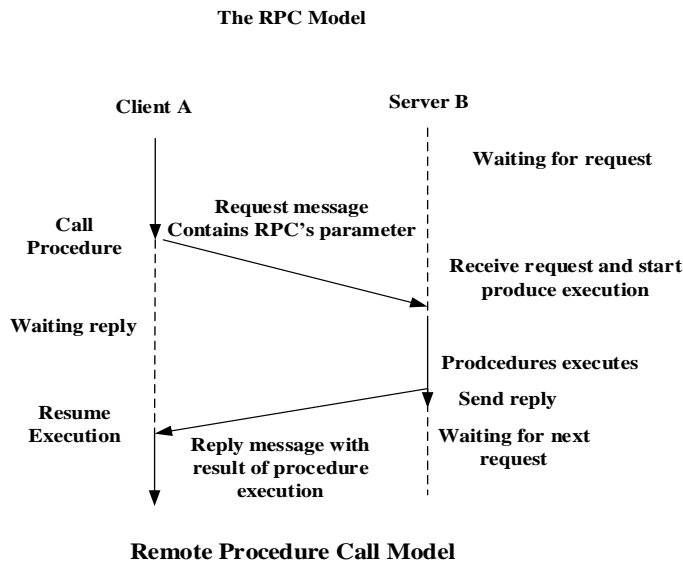 The RPC Model
Client A
Server B
Waiting for request
Request message
Contains RPC's parameter
Call
Procedure
Receive request and start
produce execution
Waiting reply
Prodcedures executes
Send reply
Resume
Execution
Waiting for next
request
Reply message with
result of procedure
execution
Remote Procedure Call Model